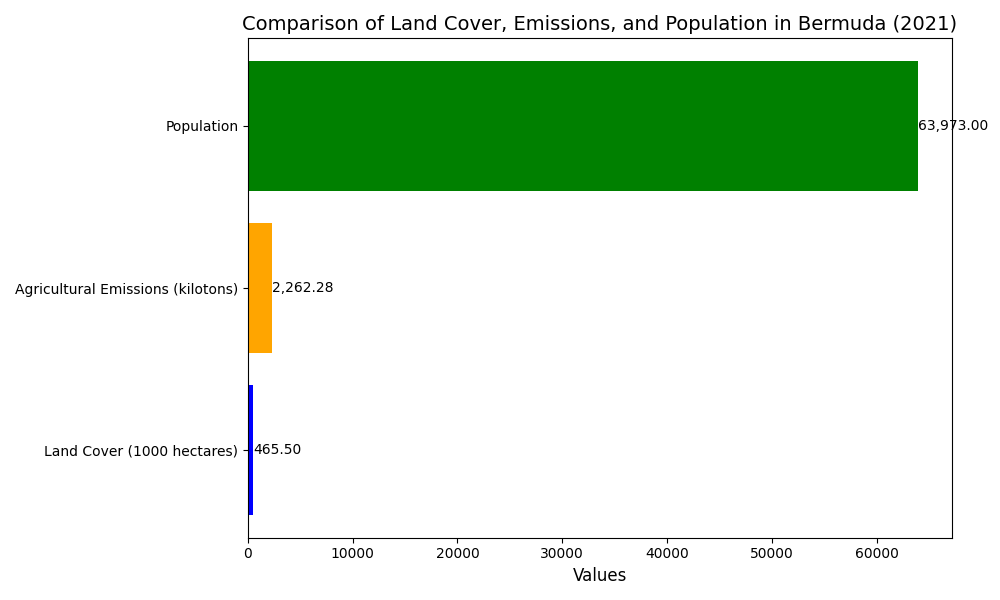 Comparison of Land Cover, Emissions, and Population in Bermuda (2021)
Population
63,973.00
Agricultural Emissions (kilotons)
2,262.28
Land Cover (1000 hectares)
465.50
0 10000 20000 30000 40000 50000 60000
Values